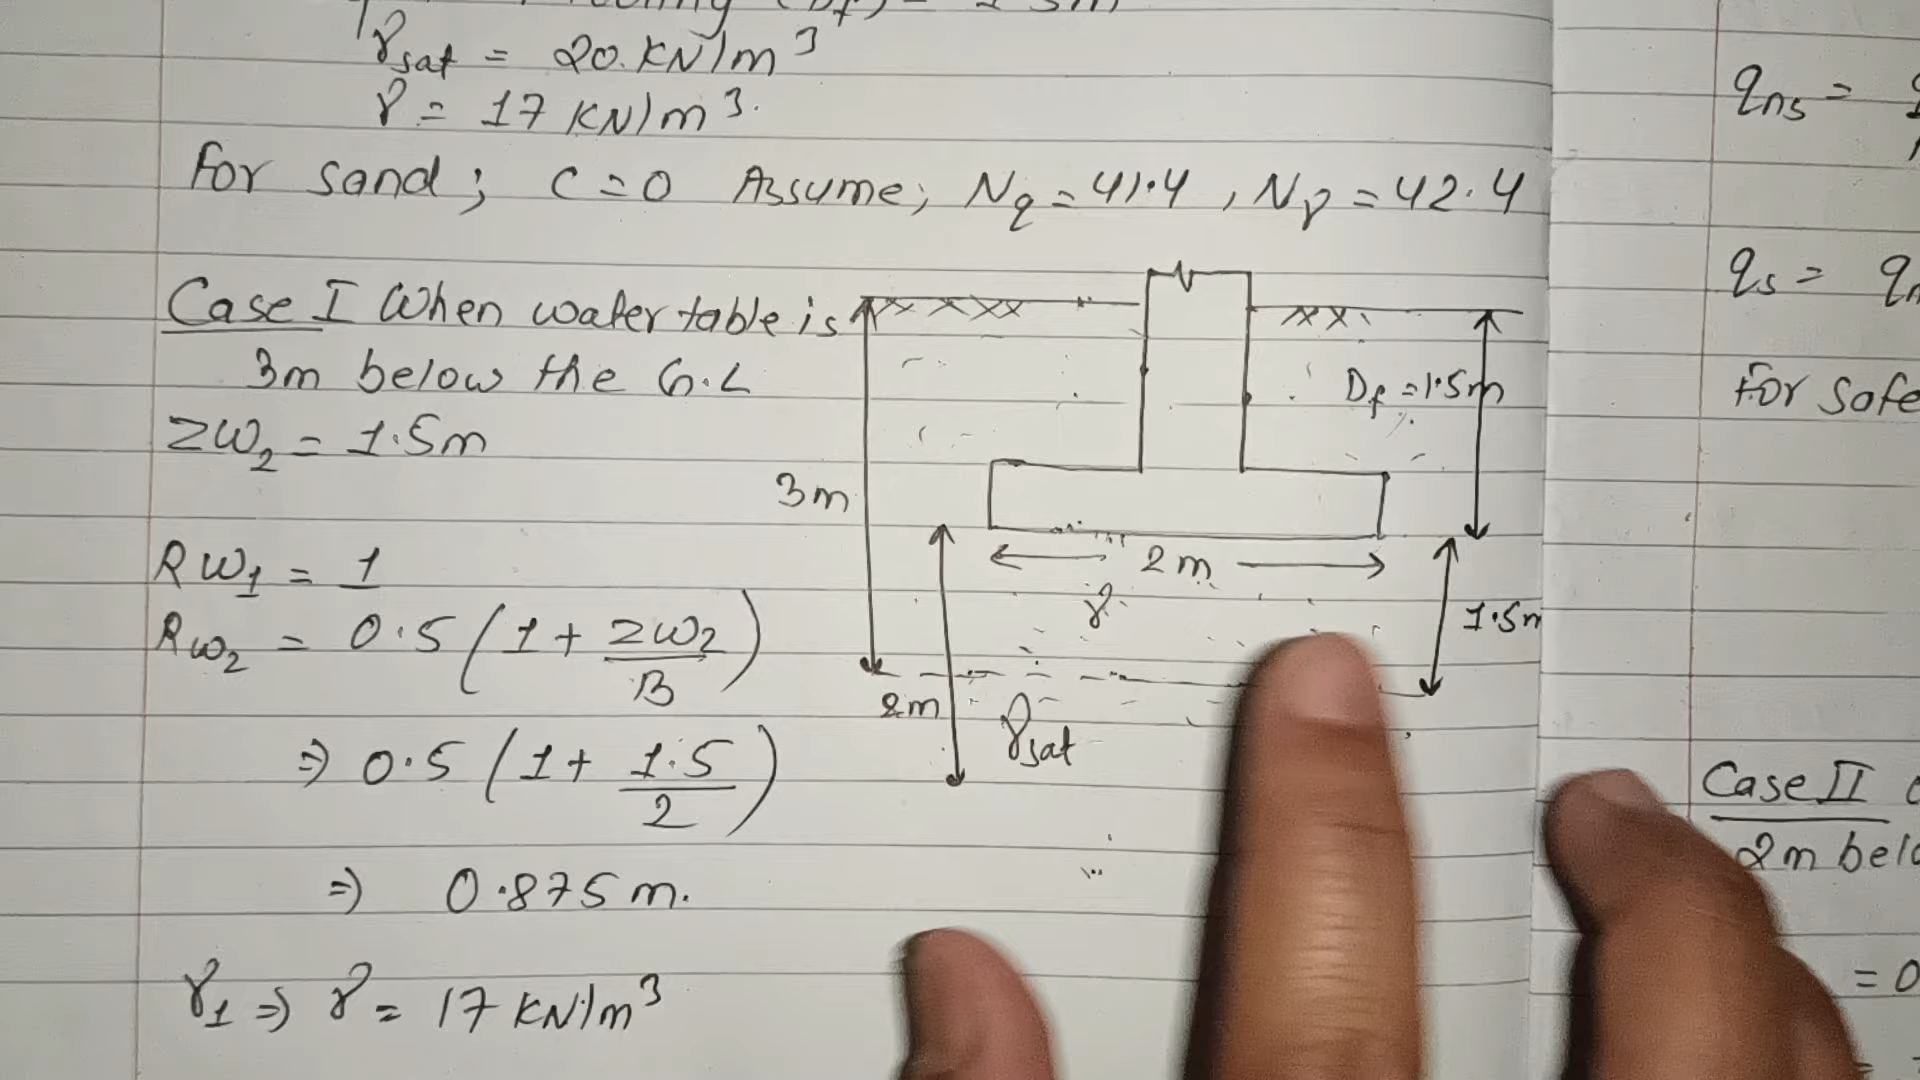 γsat = 20 KN/m³
γ = 17 KN/m³.
For sand; C=0 Assume; Nq = 41.4, Nγ = 42.4
Case I When water table is
3m below the G.L
ZW₂ = 1.5m
RW₁ = 1
RW₂ = 0.5 (1 + ZW₂/B)
⇒ 0.5 (1 + 1.5/2)
⇒ 0.875 m.
γ₁ ⇒ γ = 17 KN/m³
Df = 1.5m
3m
2m
γ
1.5m
2m
γsat
qns =
qs =
For safe
Case II
2m belo
= 0